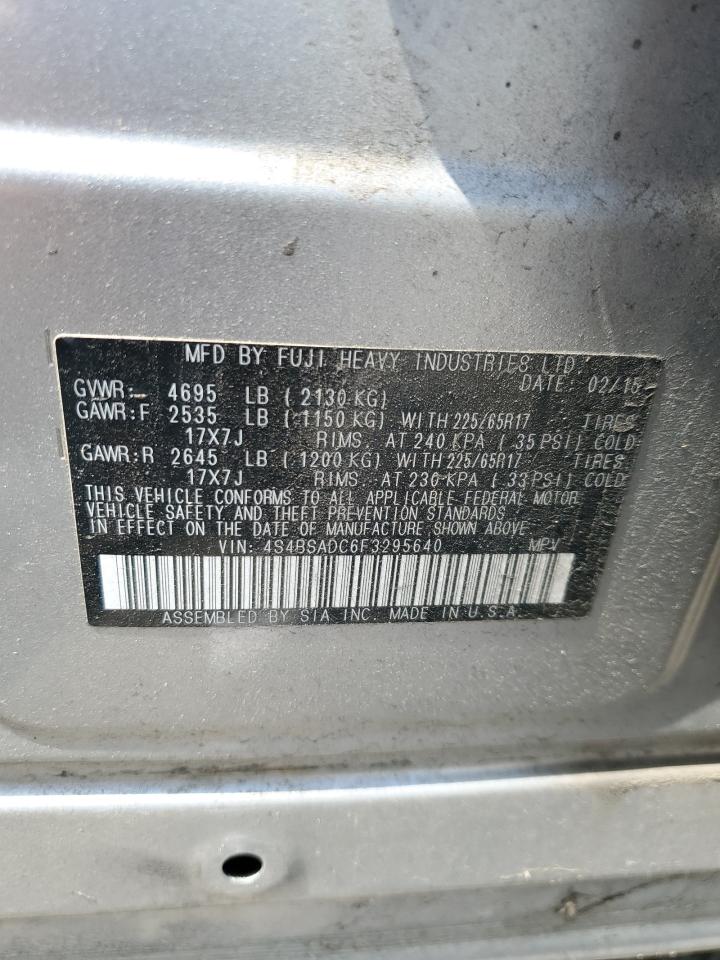 MFD BY FUJI HEAVY INDUSTRIES LTD.
DATE: 02/15
GVWR:- 4695 LB ( 2130 KG)
GAWR:F 2535 LB ( 1150 KG) WITH 225/65R17 TIRES
17X7J RIMS. AT 240 KPA ( 35 PSI) COLD
GAWR:R 2645 LB ( 1200 KG) WITH 225/65R17 TIRES
17X7J RIMS. AT 230 KPA ( 33 PSI) COLD
THIS VEHICLE CONFORMS TO ALL APPLICABLE FEDERAL MOTOR
VEHICLE SAFETY AND THEFT BUMPER PREVENTION STANDARDS
IN EFFECT ON THE DATE OF MANUFACTURE SHOWN ABOVE.
VIN: 4S4BSADC6F3295640 MPV
ASSEMBLED BY SIA INC. MADE IN U.S.A.